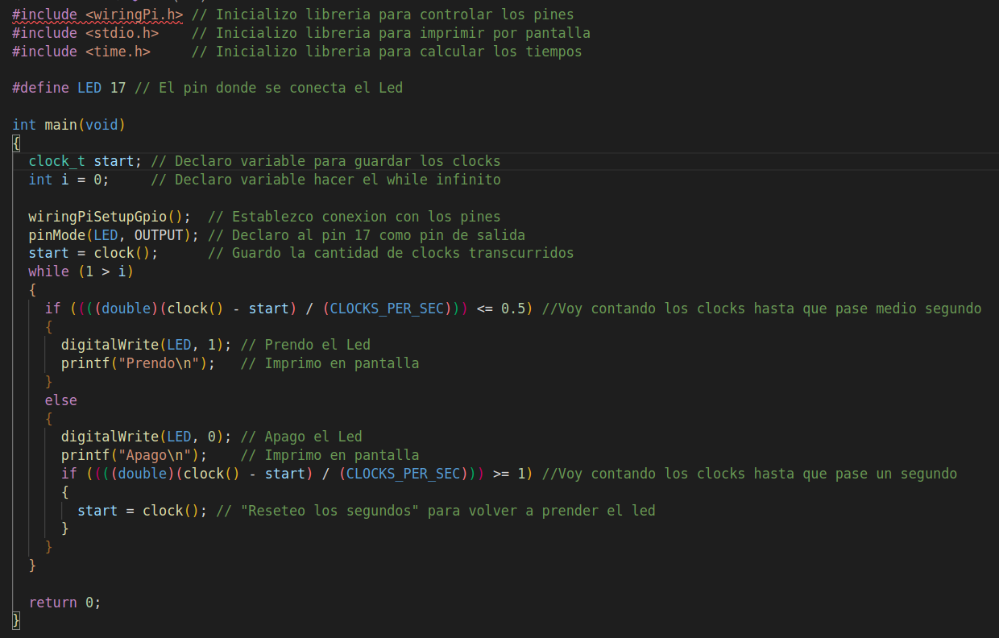 #include <wiringPi.h> // Inicializo libreria para controlar los pines
#include <stdio.h>    // Inicializo libreria para imprimir por pantalla
#include <time.h>     // Inicializo libreria para calcular los tiempos

#define LED 17 // El pin donde se conecta el Led

int main(void)
{
  clock_t start; // Declaro variable para guardar los clocks
  int i = 0;     // Declaro variable hacer el while infinito

  wiringPiSetupGpio();  // Establezco conexion con los pines
  pinMode(LED, OUTPUT); // Declaro al pin 17 como pin de salida
  start = clock();      // Guardo la cantidad de clocks transcurridos
  while (1 > i)
  {
    if ((((double)(clock() - start) / (CLOCKS_PER_SEC))) <= 0.5) //Voy contando los clocks hasta que pase medio segundo
    {
      digitalWrite(LED, 1); // Prendo el Led
      printf("Prendo\n");   // Imprimo en pantalla
    }
    else
    {
      digitalWrite(LED, 0); // Apago el Led
      printf("Apago\n");    // Imprimo en pantalla
      if ((((double)(clock() - start) / (CLOCKS_PER_SEC))) >= 1) //Voy contando los clocks hasta que pase un segundo
      {
        start = clock(); // "Reseteo los segundos" para volver a prender el led
      }
    }
  }

  return 0;
}